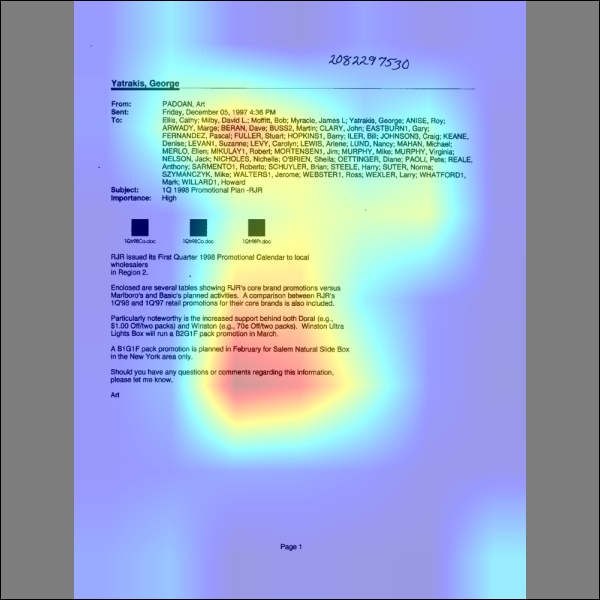 2082297530
Yatrakis, George
From: PADOAN, Art
Sent: Friday, December 05, 1997 4:36 PM
To: Ellis, Cathy; Milby, David L.; Moffitt, Bob; Myracle, James L; Yatrakis, George; ANISE, Roy;
ARWADY, Marge; BERAN, Dave; BUSS2, Martin; CLARY, John; EASTBURN1, Gary;
FERNANDEZ, Pascal; FULLER, Stuart; HOPKINS1, Barry; ILER, Bill; JOHNSON3, Craig; KEANE,
Denise; LEVAN1, Suzanne; LEVY, Carolyn; LEWIS, Arlene; LUND, Nancy; MAHAN, Michael;
MERLO, Ellen; MIKULAY1, Robert; MORTENSEN1, Jim; MURPHY, Mike; MURPHY, Virginia;
NELSON, Jack; NICHOLES, Nichelle; O'BRIEN, Sheila; OETTINGER, Diane; PAOLI, Pete; REALE,
Anthony; SARMENTO1, Roberto; SCHUYLER, Brian; STEELE, Harry; SUTER, Norma;
SZYMANCZYK, Mike; WALTERS1, Jerome; WEBSTER1, Ross; WEXLER, Larry; WHATFORD1,
Mark; WILLARD1, Howard
Subject: 1Q 1998 Promotional Plan -RJR
Importance: High
1Qtr98Ca.doc 1Qtr98Co.doc 1Qtr98Pr.doc
RJR issued its First Quarter 1998 Promotional Calendar to local
wholesalers
in Region 2.
Enclosed are several tables showing RJR's core brand promotions versus
Marlboro's and Basic's planned activities. A comparison between RJR's
1Q'98 and 1Q'97 retail promotions for their core brands is also included.
Particularly noteworthy is the increased support behind both Doral (e.g.,
$1.00 Off/two packs) and Winston (e.g., 70¢ Off/two packs). Winston Ultra
Lights Box will run a B2G1F pack promotion in March.
A B1G1F pack promotion is planned in February for Salem Natural Slide Box
in the New York area only.
Should you have any questions or comments regarding this information,
please let me know.
Art
Page 1